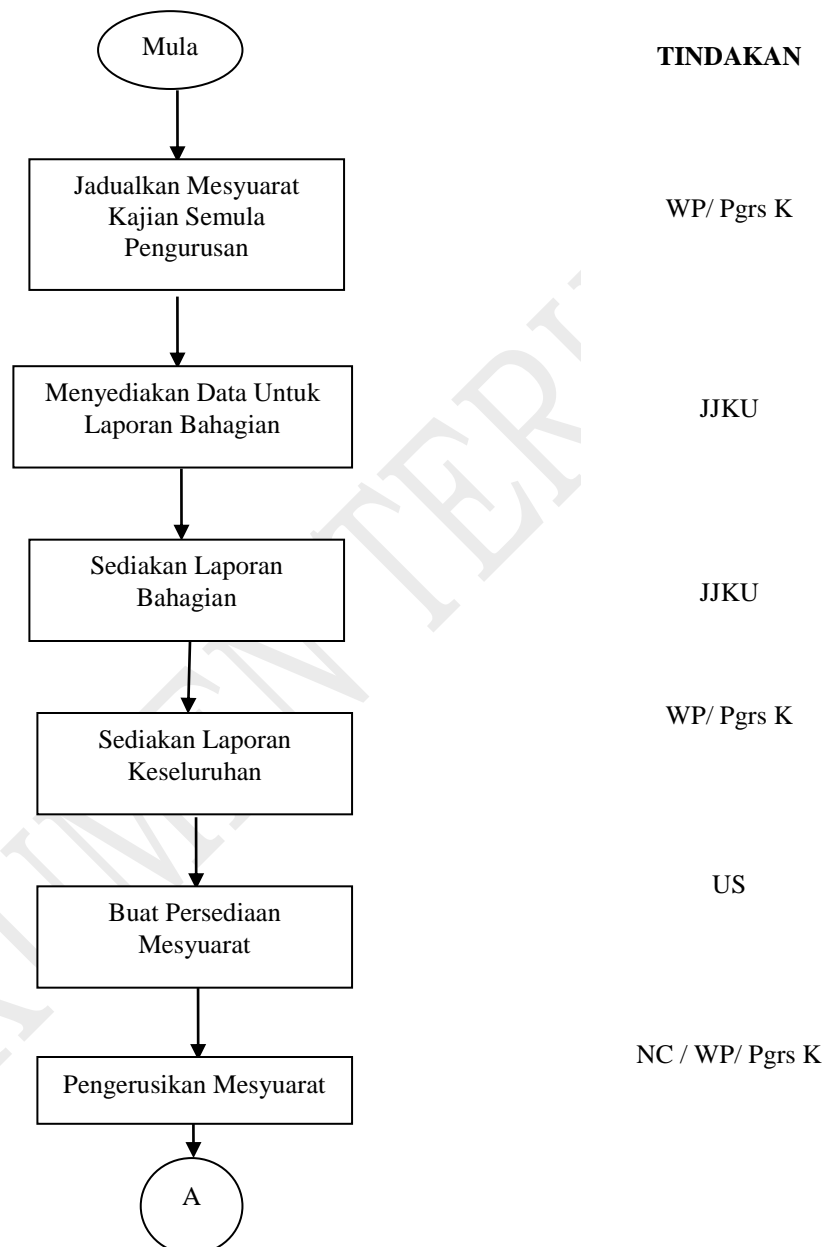 Mula
TINDAKAN
Jadualkan Mesyuarat
Kajian Semula
Pengurusan
WP/ Pgrs K
Menyediakan Data Untuk
Laporan Bahagian
JJKU
Sediakan Laporan
Bahagian
JJKU
Sediakan Laporan
Keseluruhan
WP/ Pgrs K
Buat Persediaan
Mesyuarat
US
Pengerusikan Mesyuarat
NC / WP/ Pgrs K
A